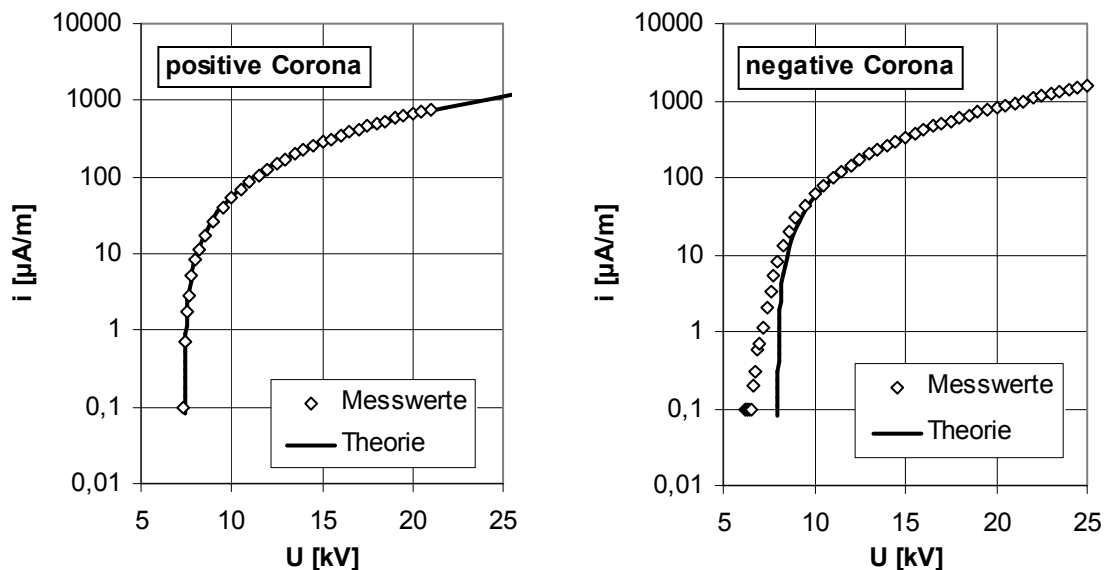 positive Corona
10000
1000
100
10
1
0,1
0,01
i [µA/m]
5 10 15 20 25
U [kV]
Messwerte
Theorie
negative Corona
10000
1000
100
10
1
0,1
0,01
i [µA/m]
5 10 15 20 25
U [kV]
Messwerte
Theorie